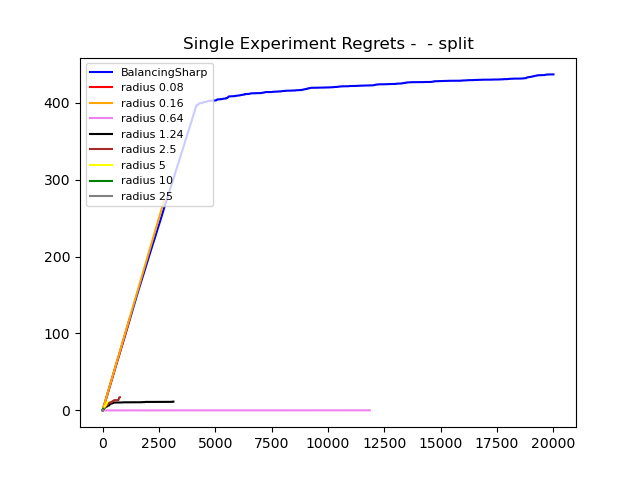 Single Experiment Regrets -  - split
BalancingSharp
radius 0.08
radius 0.16
radius 0.64
radius 1.24
radius 2.5
radius 5
radius 10
radius 25
400
300
200
100
0
0 2500 5000 7500 10000 12500 15000 17500 20000